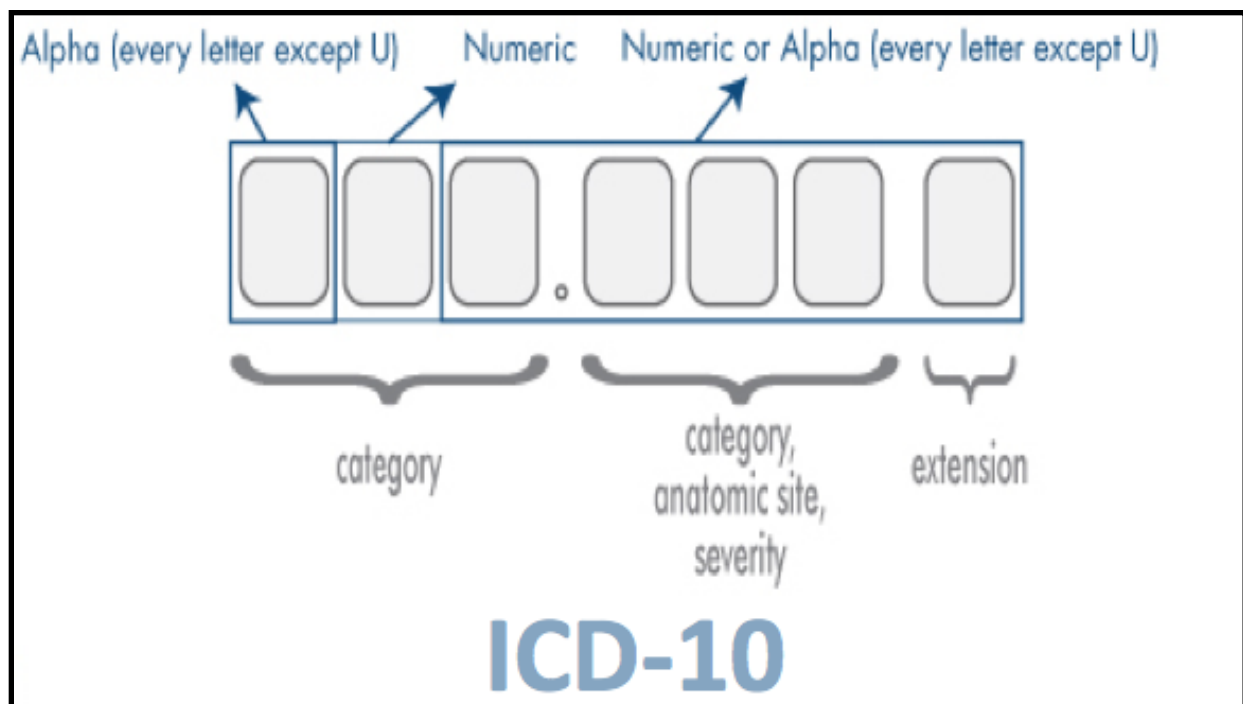 Alpha (every letter except U) Numeric Numeric or Alpha (every letter except U)
category
category,
anatomic site,
severity
extension
ICD-10